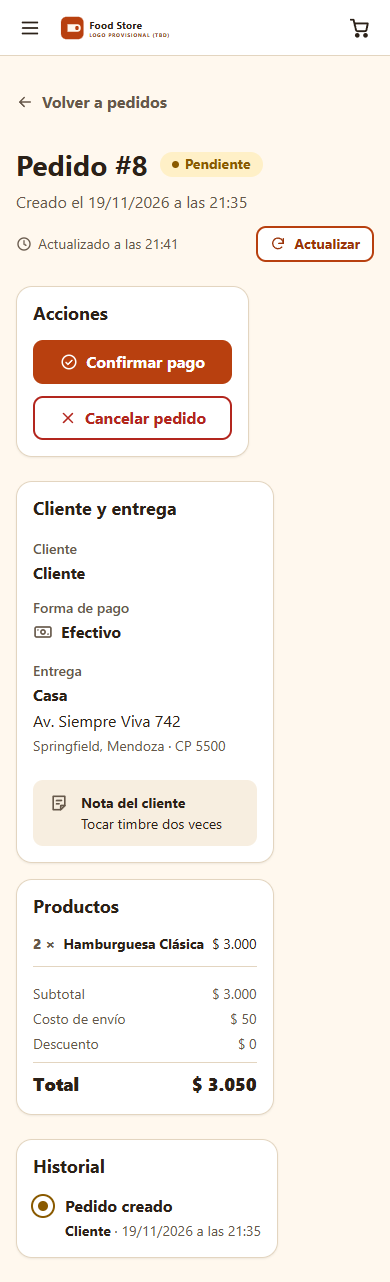 Food Store
LOGO PROVISIONAL (TBD)
Volver a pedidos
Pedido #8 Pendiente
Creado el 19/11/2026 a las 21:35
Actualizado a las 21:41 Actualizar
Acciones
Confirmar pago
Cancelar pedido
Cliente y entrega
Cliente
Cliente
Forma de pago
Efectivo
Entrega
Casa
Av. Siempre Viva 742
Springfield, Mendoza · CP 5500
Nota del cliente
Tocar timbre dos veces
Productos
2 × Hamburguesa Clásica $ 3.000
Subtotal $ 3.000
Costo de envío $ 50
Descuento $ 0
Total $ 3.050
Historial
Pedido creado
Cliente · 19/11/2026 a las 21:35